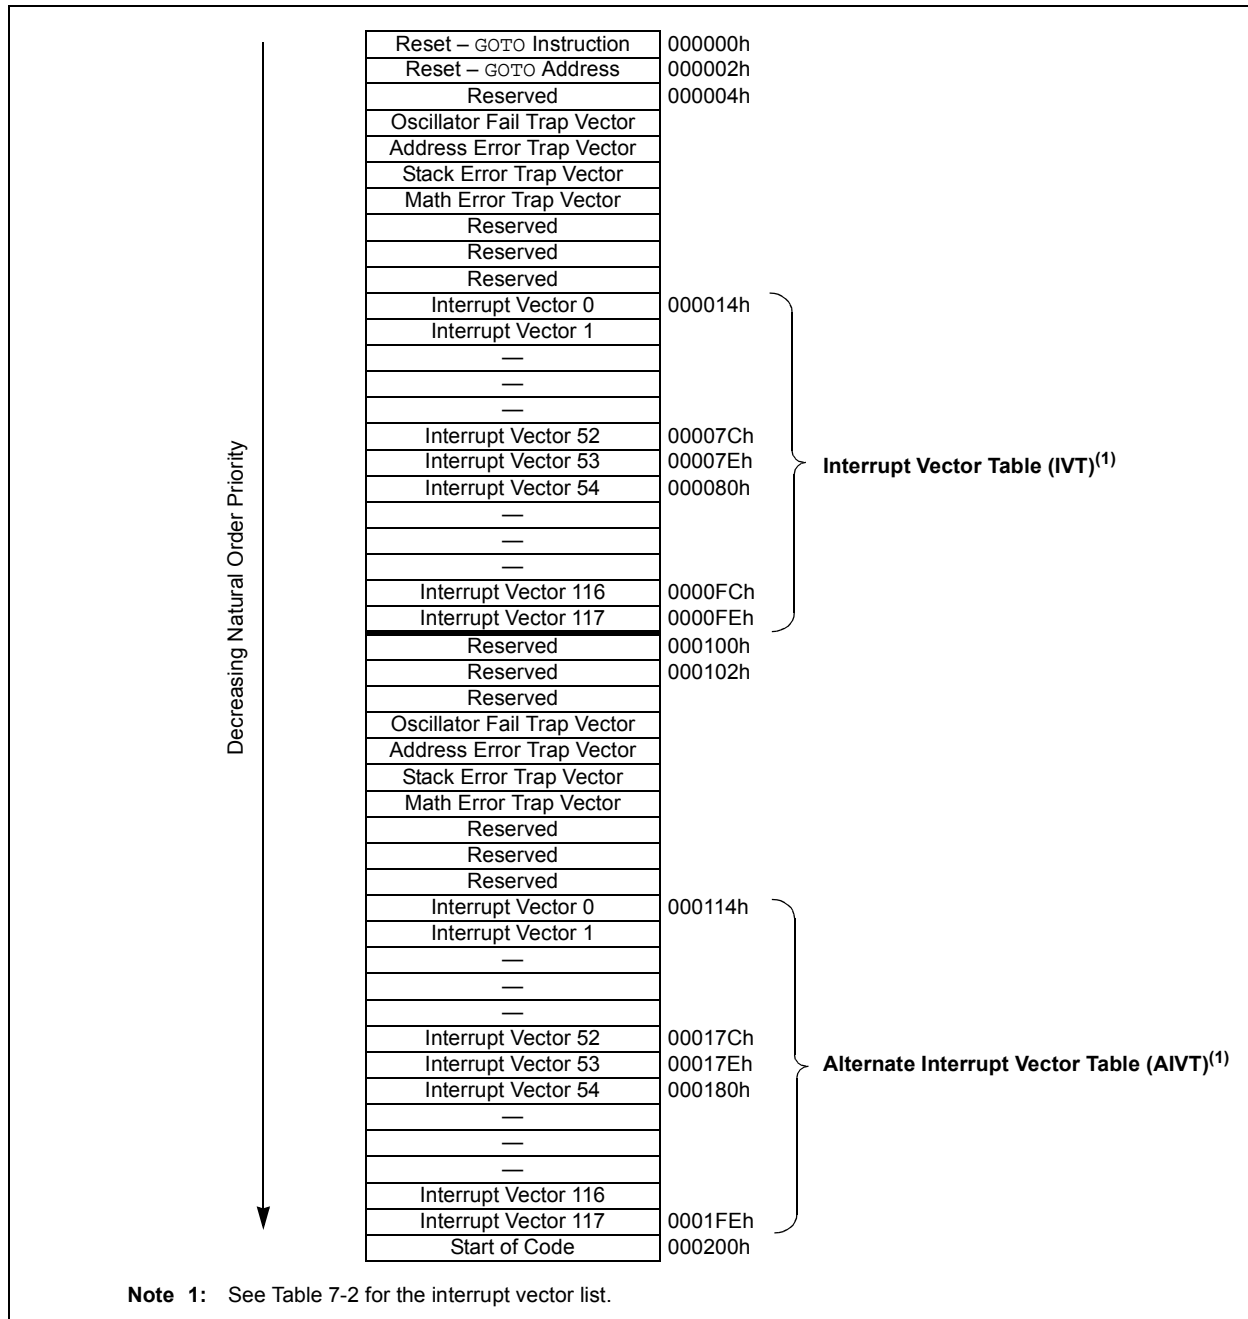 Decreasing Natural Order Priority
Reset – GOTO Instruction 000000h
Reset – GOTO Address 000002h
Reserved 000004h
Oscillator Fail Trap Vector
Address Error Trap Vector
Stack Error Trap Vector
Math Error Trap Vector
Reserved
Reserved
Reserved
Interrupt Vector 0 000014h
Interrupt Vector 1
—
—
—
Interrupt Vector 52 00007Ch
Interrupt Vector 53 00007Eh
Interrupt Vector Table (IVT)(1)
Interrupt Vector 54 000080h
—
—
—
Interrupt Vector 116 0000FCh
Interrupt Vector 117 0000FEh
Reserved 000100h
Reserved 000102h
Reserved
Oscillator Fail Trap Vector
Address Error Trap Vector
Stack Error Trap Vector
Math Error Trap Vector
Reserved
Reserved
Reserved
Interrupt Vector 0 000114h
Interrupt Vector 1
—
—
—
Interrupt Vector 52 00017Ch
Interrupt Vector 53 00017Eh
Alternate Interrupt Vector Table (AIVT)(1)
Interrupt Vector 54 000180h
—
—
—
Interrupt Vector 116
Interrupt Vector 117 0001FEh
Start of Code 000200h
Note 1: See Table 7-2 for the interrupt vector list.